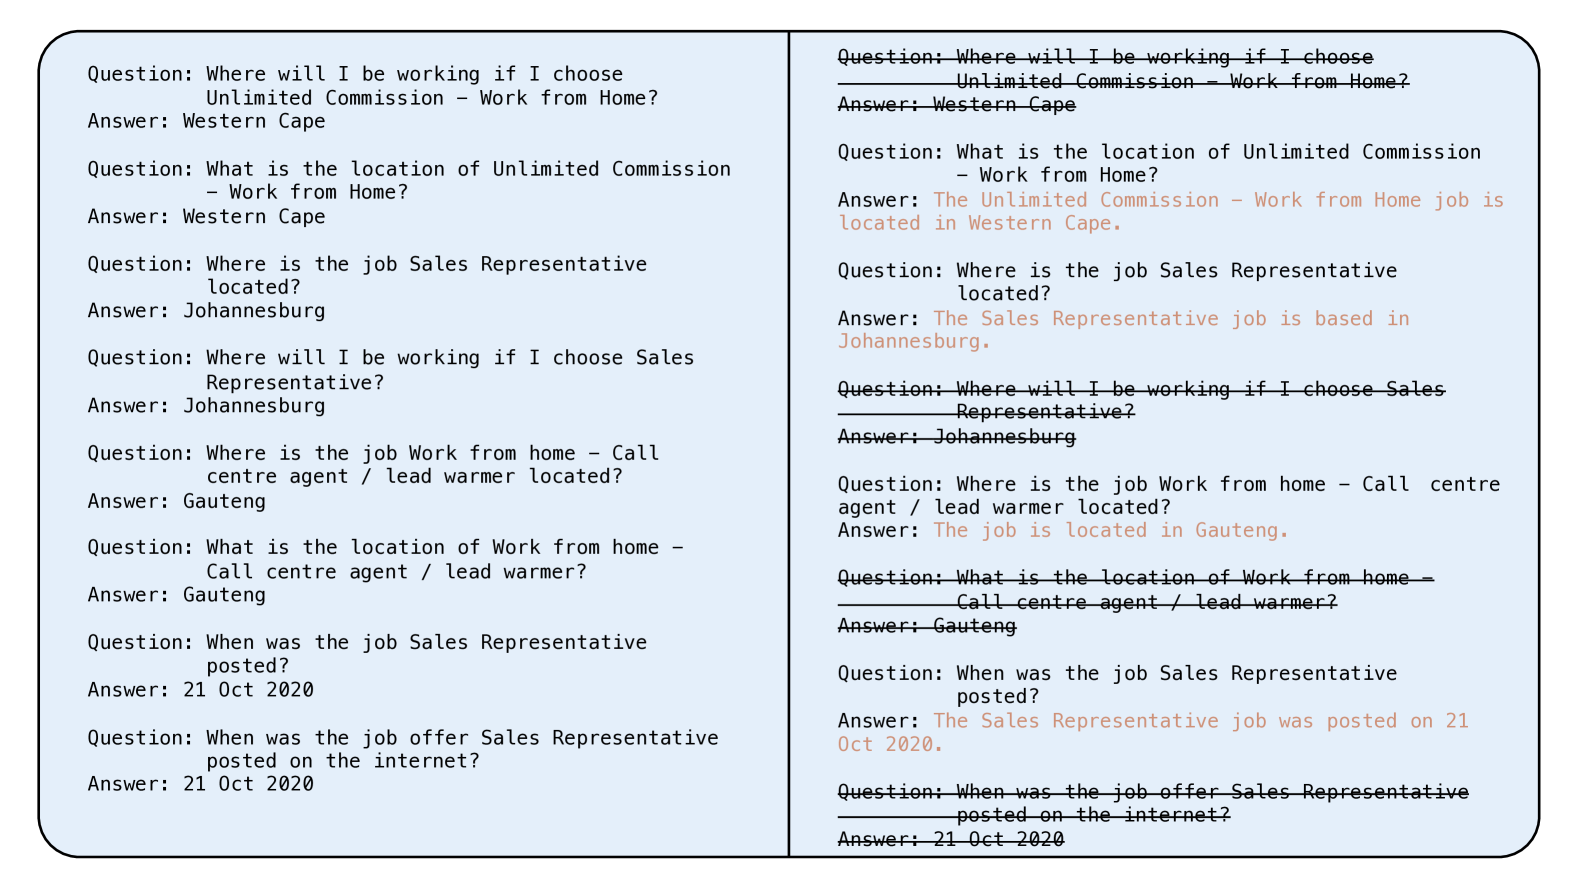 Question: Where will I be working if I choose
Unlimited Commission – Work from Home?
Answer: Western Cape
Question: What is the location of Unlimited Commission
– Work from Home?
Answer: Western Cape
Question: Where is the job Sales Representative
located?
Answer: Johannesburg
Question: Where will I be working if I choose Sales
Representative?
Answer: Johannesburg
Question: Where is the job Work from home – Call
centre agent / lead warmer located?
Answer: Gauteng
Question: What is the location of Work from home –
Call centre agent / lead warmer?
Answer: Gauteng
Question: When was the job Sales Representative
posted?
Answer: 21 Oct 2020
Question: When was the job offer Sales Representative
posted on the internet?
Answer: 21 Oct 2020
Question: Where will I be working if I choose
Unlimited Commission – Work from Home?
Answer: Western Cape
Question: What is the location of Unlimited Commission
– Work from Home?
Answer: The Unlimited Commission – Work from Home job is
located in Western Cape.
Question: Where is the job Sales Representative
located?
Answer: The Sales Representative job is based in
Johannesburg.
Question: Where will I be working if I choose Sales
Representative?
Answer: Johannesburg
Question: Where is the job Work from home – Call  centre
agent / lead warmer located?
Answer: The job is located in Gauteng.
Question: What is the location of Work from home –
Call centre agent / lead warmer?
Answer: Gauteng
Question: When was the job Sales Representative
posted?
Answer: The Sales Representative job was posted on 21
Oct 2020.
Question: When was the job offer Sales Representative
posted on the internet?
Answer: 21 Oct 2020